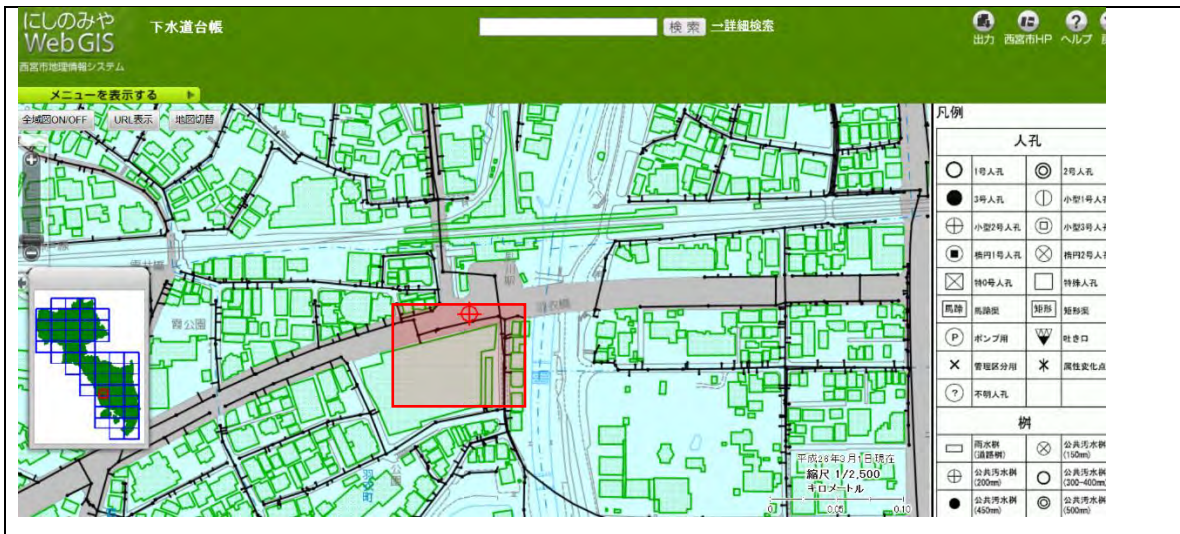 にしのみや
WebGIS
西宮市地理情報システム
下水道台帳
検索
→詳細検索
出力
西宮市HP
ヘルプ
メニューを表示する
全域図ON/OFF
URL表示
地図切替
霞公園
羽衣橋
羽衣町
公園
平成26年3月1日現在
縮尺 1/2,500
キロメートル
0 0.05 0.10
凡例
人孔
1号人孔
2号人孔
3号人孔
小型1号人孔
小型2号人孔
小型3号人孔
楕円1号人孔
楕円2号人孔
特0号人孔
特殊人孔
馬蹄
馬蹄渠
矩形
矩形渠
P
ポンプ用
吐き口
管理区分用
属性変化点
?
不明人孔
桝
雨水桝
(道路桝)
公共汚水桝
(150mm)
公共汚水桝
(200mm)
公共汚水桝
(300-400mm)
公共汚水桝
(450mm)
公共汚水桝
(500mm)